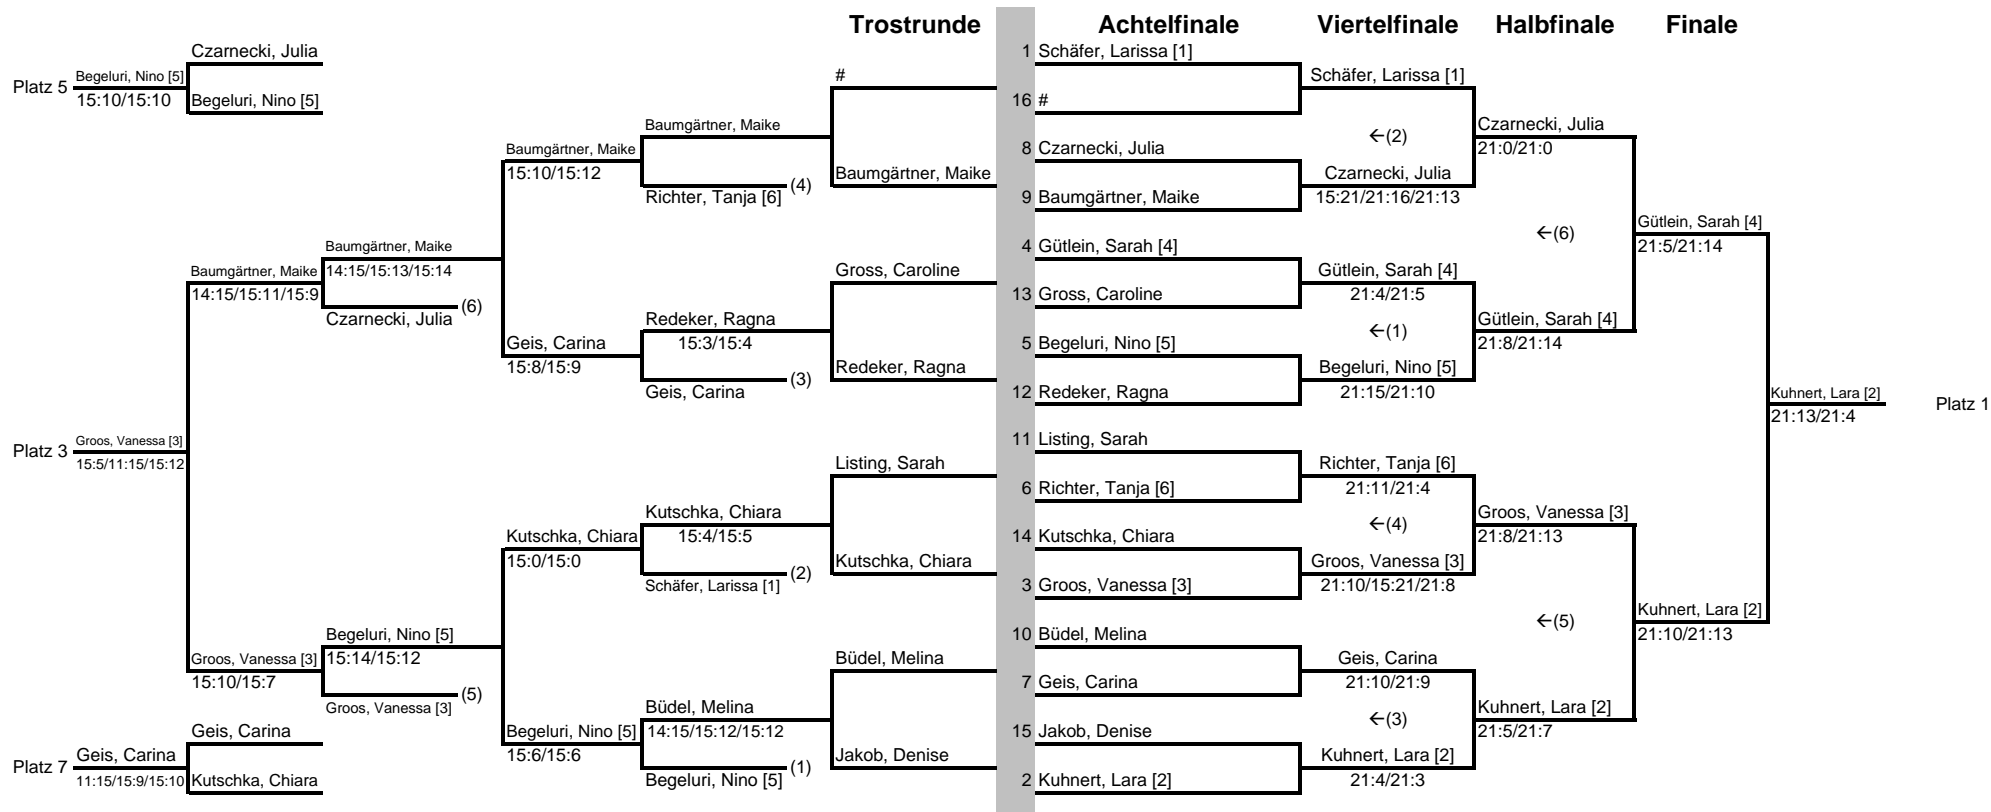 Trostrunde Achtelfinale Viertelfinale Halbfinale Finale
Czarnecki, Julia 1 Schäfer, Larissa [1]
Platz 5 Begeluri, Nino [5] # Schäfer, Larissa [1]
15:10/15:10 Begeluri, Nino [5] 16 #
Baumgärtner, Maike Czarnecki, Julia
←(2)
Baumgärtner, Maike 8 Czarnecki, Julia 21:0/21:0
15:10/15:12 Baumgärtner, Maike Czarnecki, Julia
(4)
Richter, Tanja [6] 9 Baumgärtner, Maike 15:21/21:16/21:13
Gütlein, Sarah [4]
←(6)
Baumgärtner, Maike 4 Gütlein, Sarah [4] 21:5/21:14
Baumgärtner, Maike 14:15/15:13/15:14 Gross, Caroline Gütlein, Sarah [4]
14:15/15:11/15:9 13 Gross, Caroline 21:4/21:5
(6)
Czarnecki, Julia Redeker, Ragna Gütlein, Sarah [4]
←(1)
Geis, Carina 15:3/15:4 5 Begeluri, Nino [5] 21:8/21:14
15:8/15:9 Redeker, Ragna Begeluri, Nino [5]
(3)
Geis, Carina 12 Redeker, Ragna 21:15/21:10
Kuhnert, Lara [2] Platz 1
21:13/21:4
Platz 3 Groos, Vanessa [3] 11 Listing, Sarah
15:5/11:15/15:12 Listing, Sarah Richter, Tanja [6]
6 Richter, Tanja [6] 21:11/21:4
Kutschka, Chiara Groos, Vanessa [3]
←(4)
Kutschka, Chiara 15:4/15:5 14 Kutschka, Chiara 21:8/21:13
15:0/15:0 Kutschka, Chiara Groos, Vanessa [3]
(2)
Schäfer, Larissa [1] 3 Groos, Vanessa [3] 21:10/15:21/21:8
Kuhnert, Lara [2]
←(5)
Begeluri, Nino [5] 10 Büdel, Melina 21:10/21:13
Groos, Vanessa [3] 15:14/15:12 Büdel, Melina Geis, Carina
15:10/15:7 7 Geis, Carina 21:10/21:9
(5)
Groos, Vanessa [3] Büdel, Melina Kuhnert, Lara [2]
←(3)
Geis, Carina Begeluri, Nino [5] 14:15/15:12/15:12 15 Jakob, Denise 21:5/21:7
Platz 7 Geis, Carina 15:6/15:6 Jakob, Denise Kuhnert, Lara [2]
(1)
11:15/15:9/15:10 Kutschka, Chiara Begeluri, Nino [5] 2 Kuhnert, Lara [2] 21:4/21:3